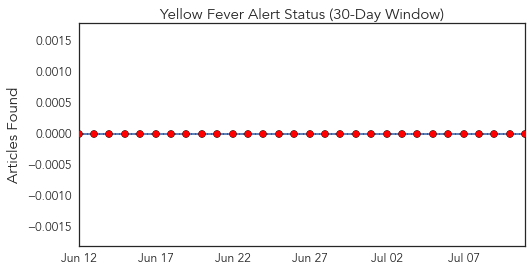 Yellow Fever Alert Status (30-Day Window)
Articles Found
0.0015
0.0010
0.0005
0.0000
−0.0005
−0.0010
−0.0015
Jun 12 Jun 17 Jun 22 Jun 27 Jul 02 Jul 07